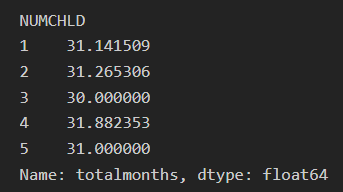 NUMCHLD
1    31.141509
2    31.265306
3    30.000000
4    31.882353
5    31.000000
Name: totalmonths, dtype: float64